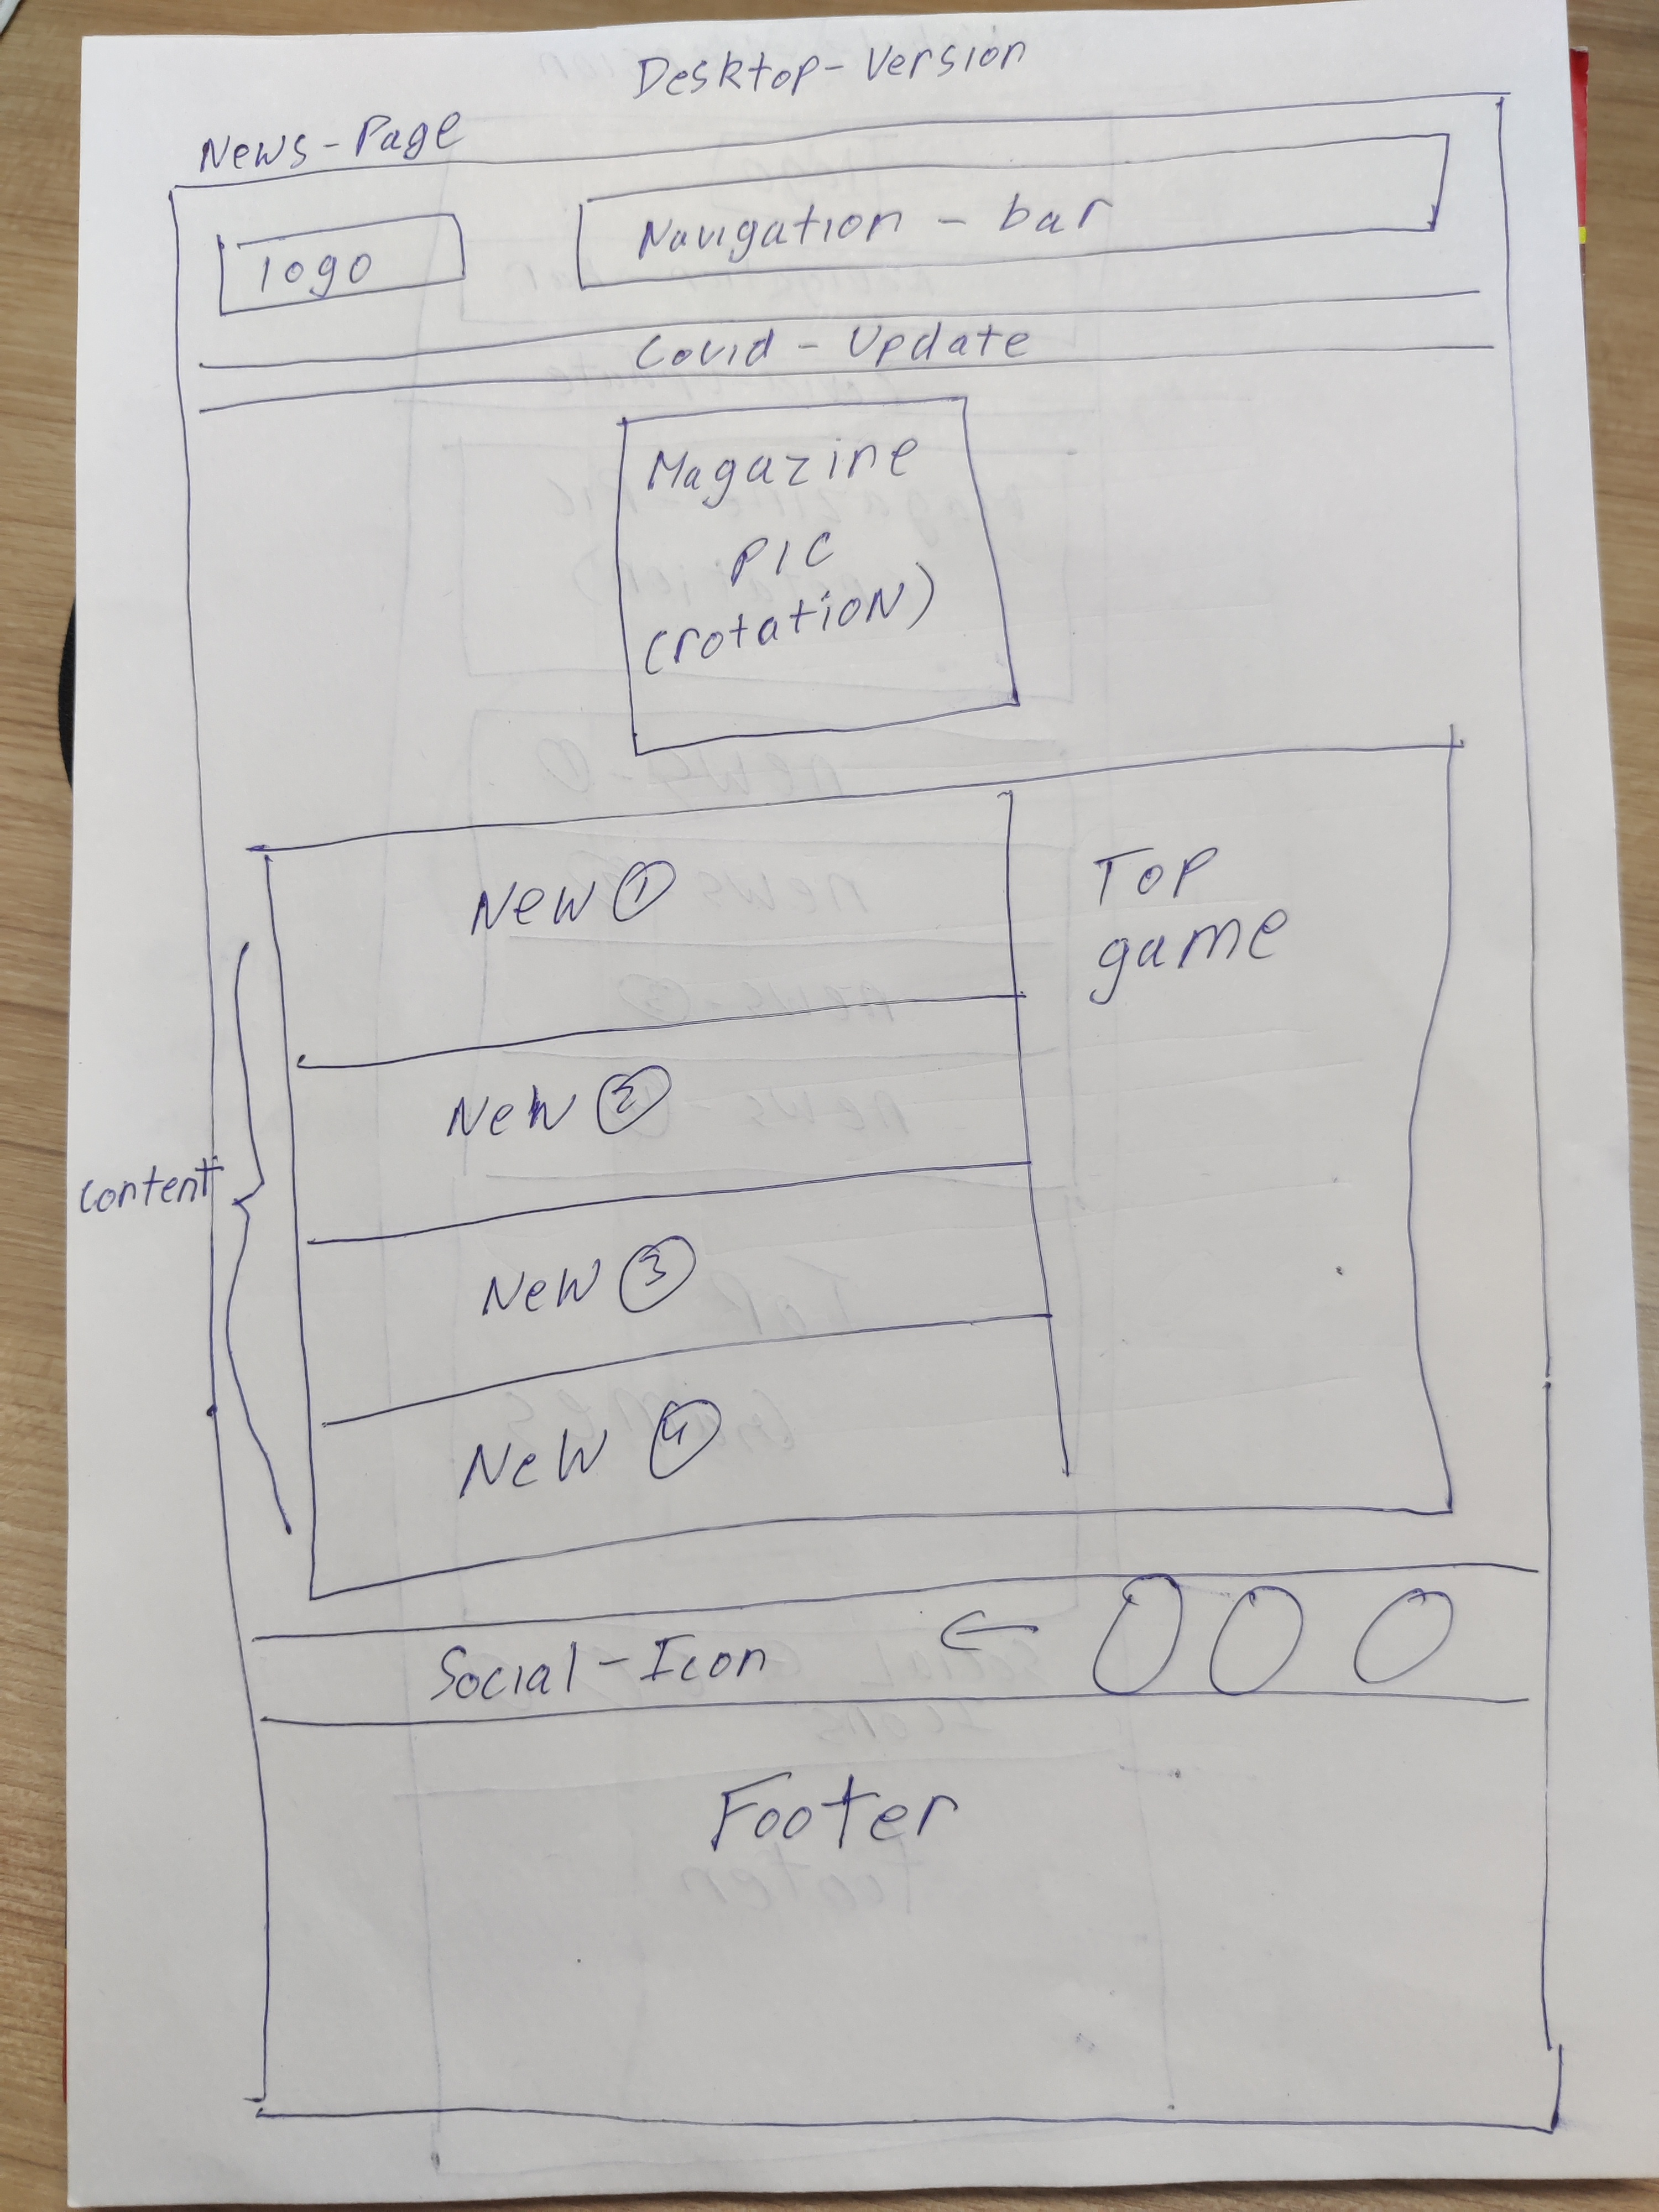 Desktop-Version
News-Page
logo
Navigation - bar
Covid - Update
Magazine
PIC
(rotation)
New ①
Top
game
New ②
content
New ③
New ④
Social-Icon
Footer